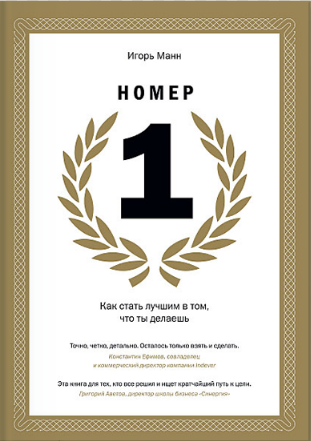 Игорь Манн
НОМЕР
1
Как стать лучшим в том,
что ты делаешь
Точно, четко, детально. Осталось только взять и сделать.
Константин Ефимов, совладелец
и коммерческий директор компании Indever
Эта книга для тех, кто все решил и ищет кратчайший путь к цели.
Григорий Аветов, директор школы бизнеса «Синергия»